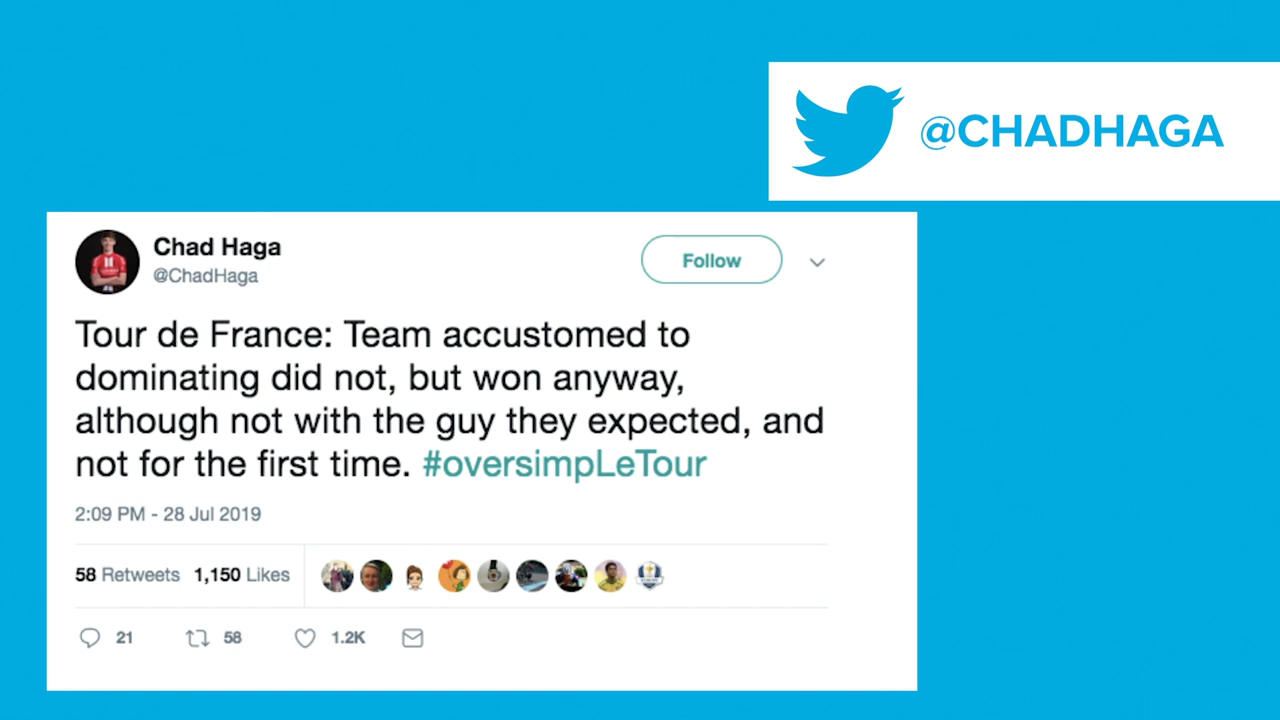 @CHADHAGA
Chad Haga
@ChadHaga
Follow
Tour de France: Team accustomed to
dominating did not, but won anyway,
although not with the guy they expected, and
not for the first time. #oversimpLeTour
2:09 PM - 28 Jul 2019
58 Retweets 1,150 Likes
21 58 1.2K